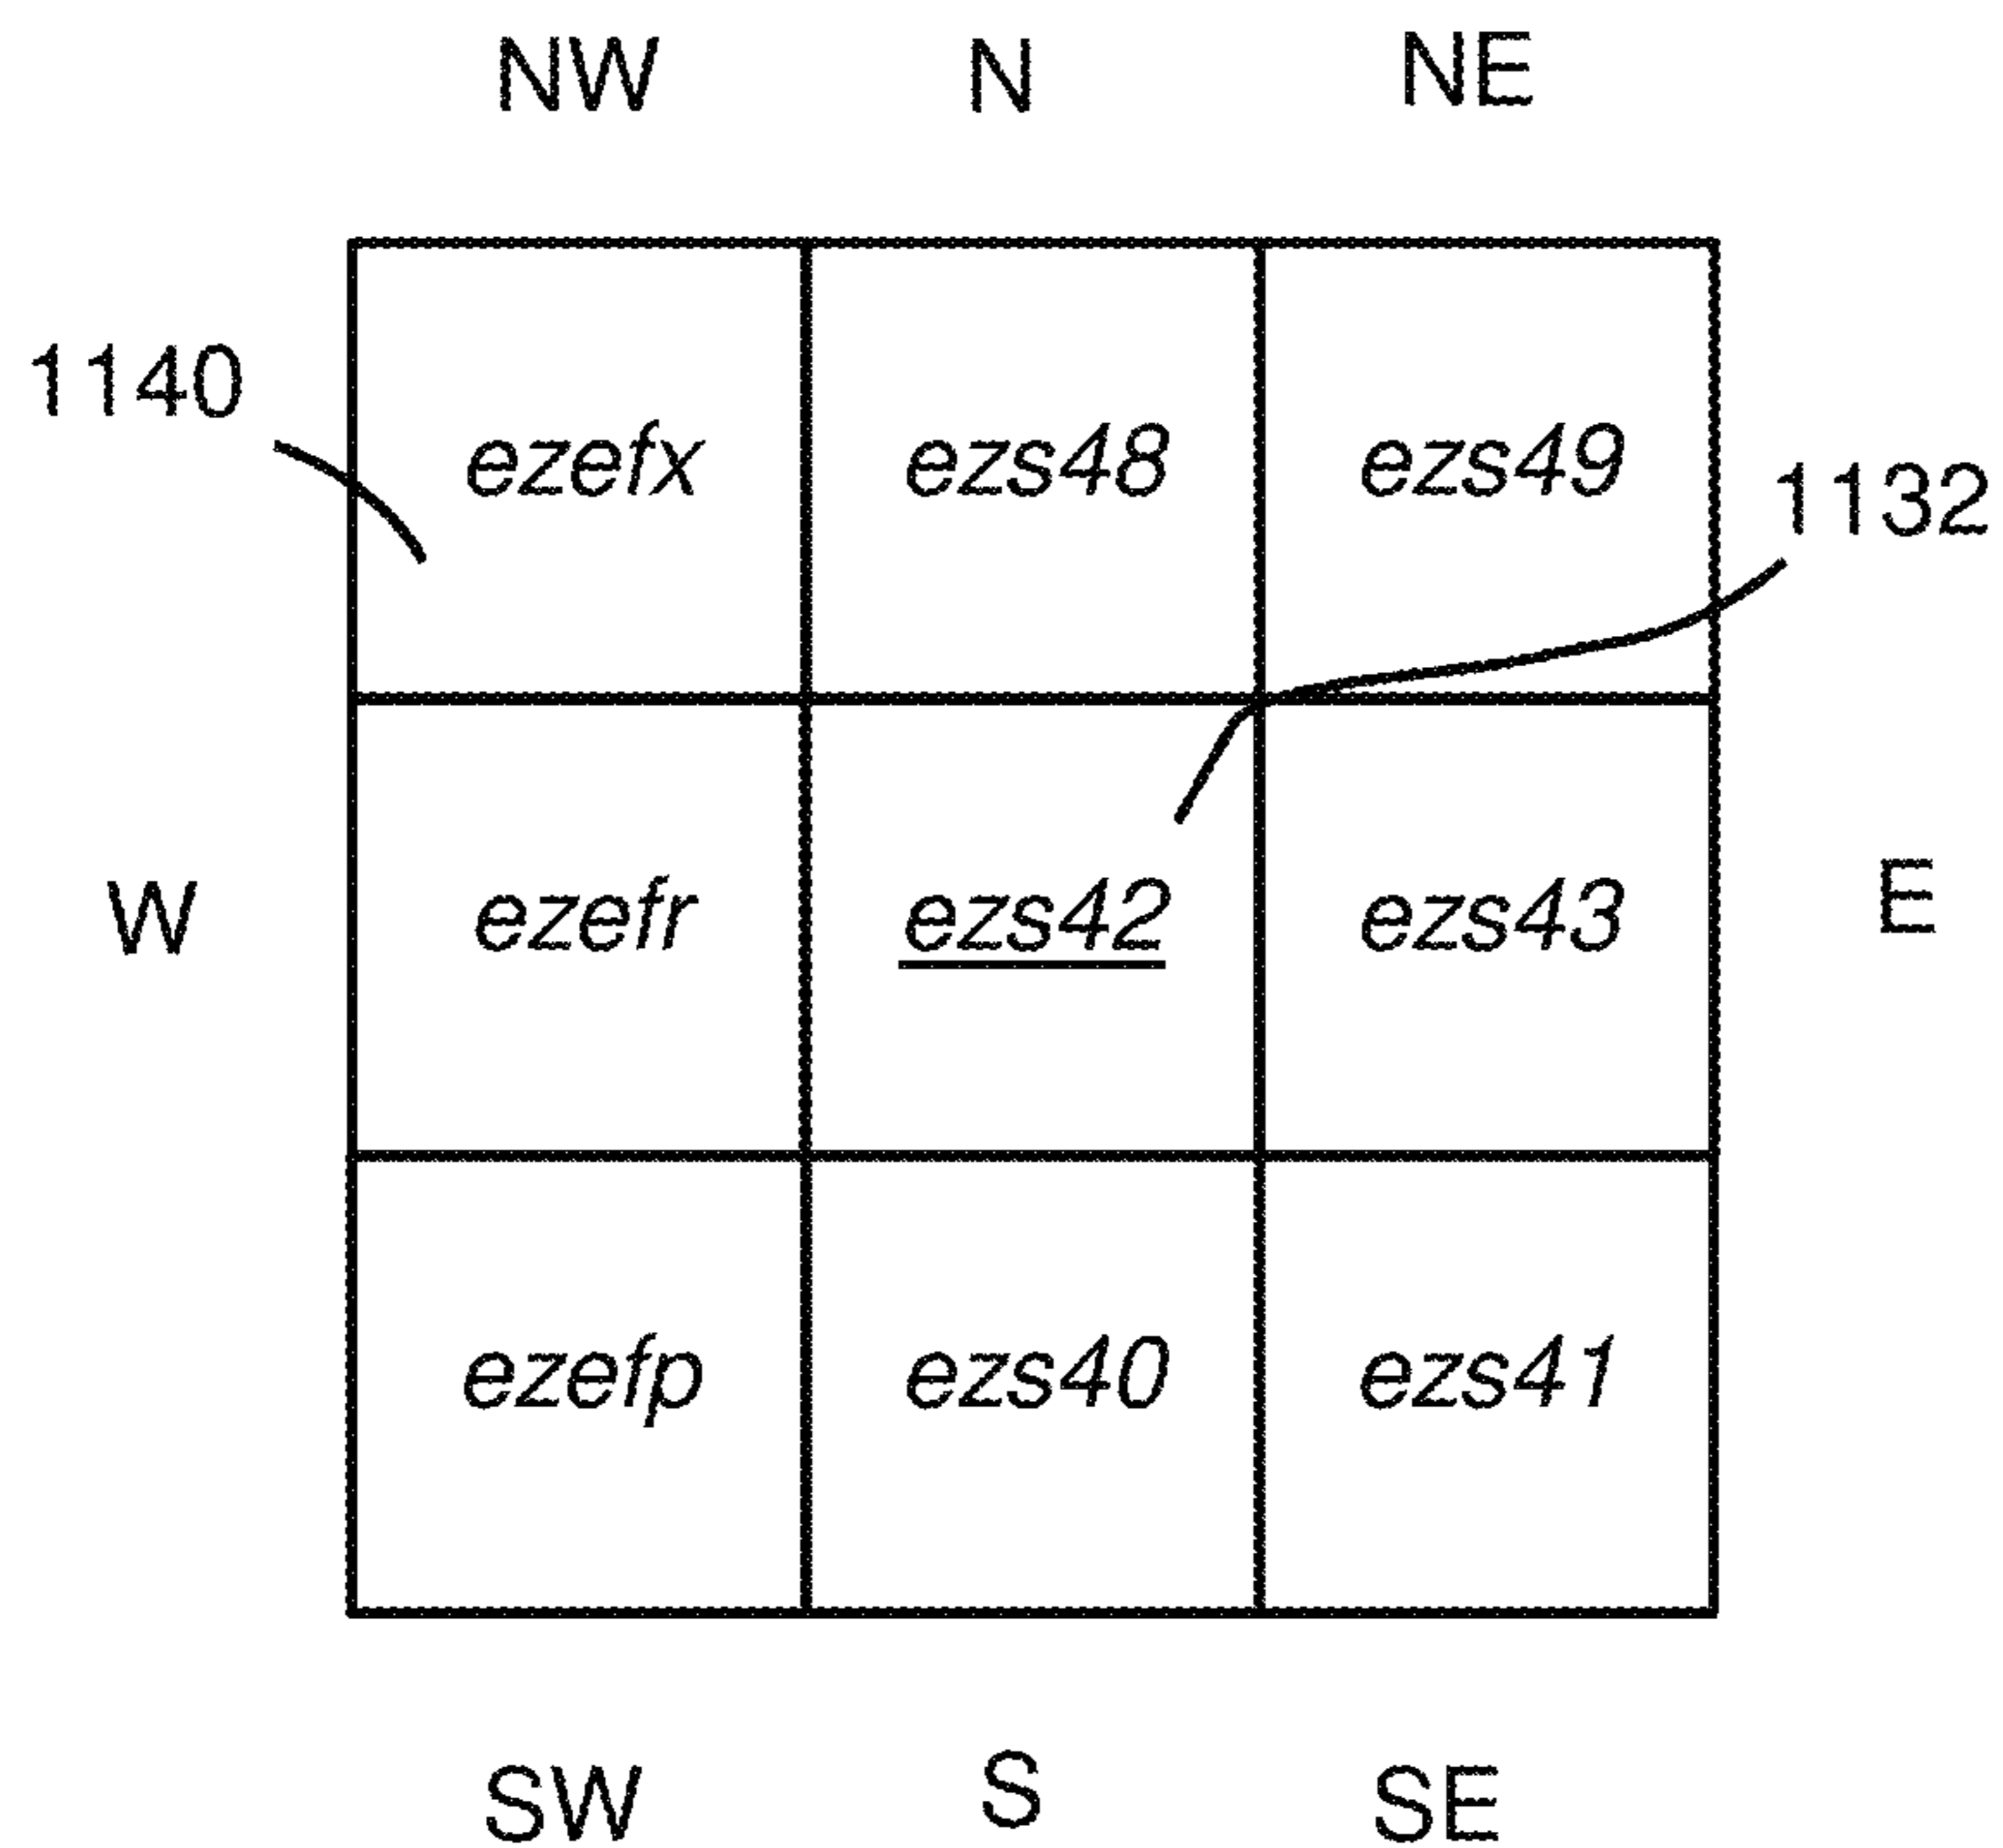 NW N NE
1140
ezefx ezs48 ezs49
1132
W ezefr ezs42 ezs43 E
ezefp ezs40 ezs41
SW S SE